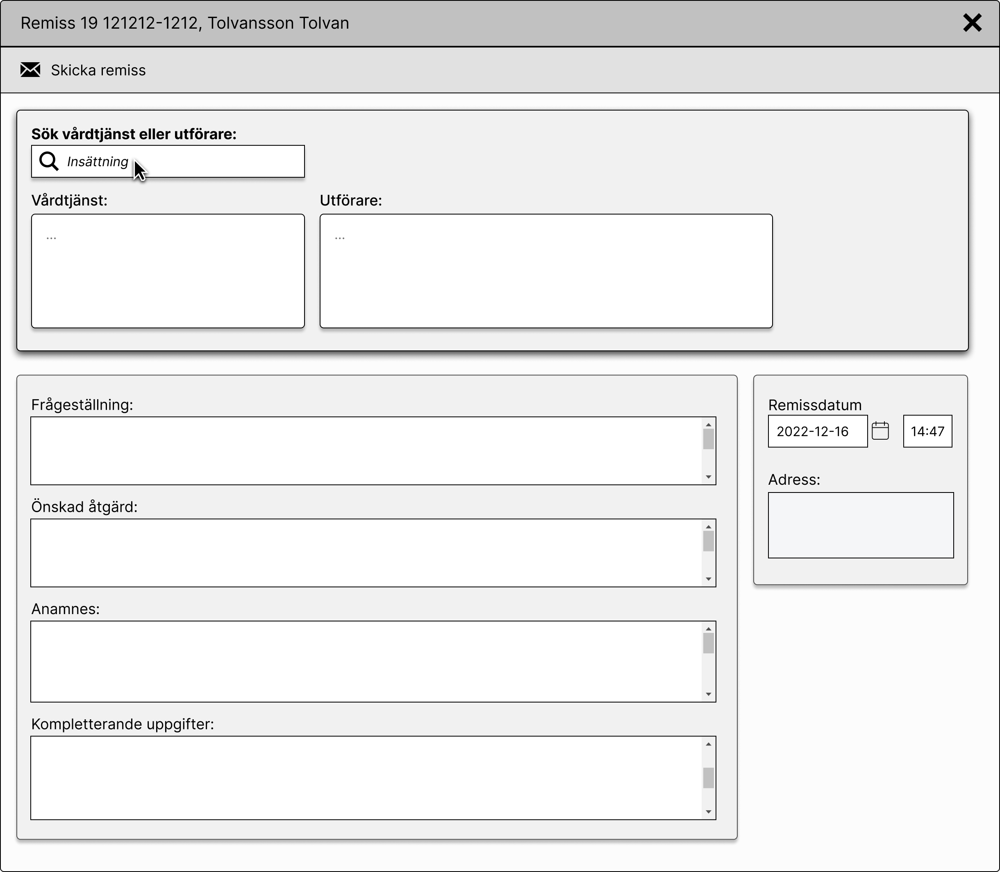 Remiss 19 121212-1212, Tolvansson Tolvan
Skicka remiss
Sök vårdtjänst eller utförare:
Insättning
Vårdtjänst:
Utförare:
...
...
Frågeställning:
Önskad åtgärd:
Anamnes:
Kompletterande uppgifter:
Remissdatum
2022-12-16
14:47
Adress: